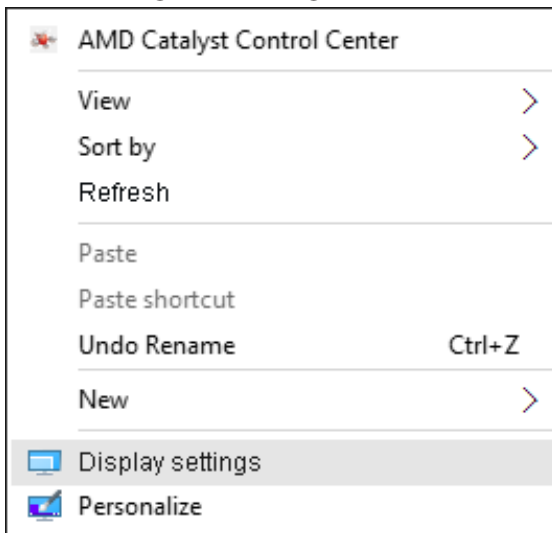 AMD Catalyst Control Center
View
Sort by
Refresh
Paste
Paste shortcut
Undo Rename Ctrl+Z
New
Display settings
Personalize